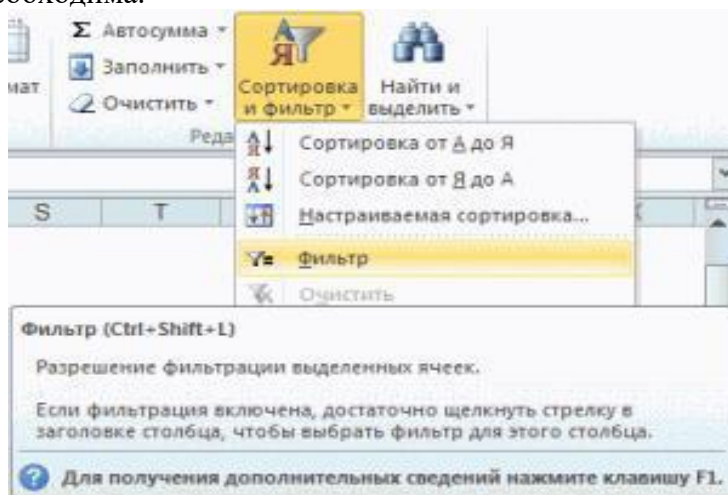 Σ Автосумма
Заполнить
Очистить
Сортировка
и фильтр
Найти и
выделить
мат
Реда
Сортировка от А до Я
Сортировка от Я до А
Настраиваемая сортировка...
Фильтр
Очистить
S T
Фильтр (Ctrl+Shift+L)
Разрешение фильтрации выделенных ячеек.
Если фильтрация включена, достаточно щелкнуть стрелку в
заголовке столбца, чтобы выбрать фильтр для этого столбца.
Для получения дополнительных сведений нажмите клавишу F1.